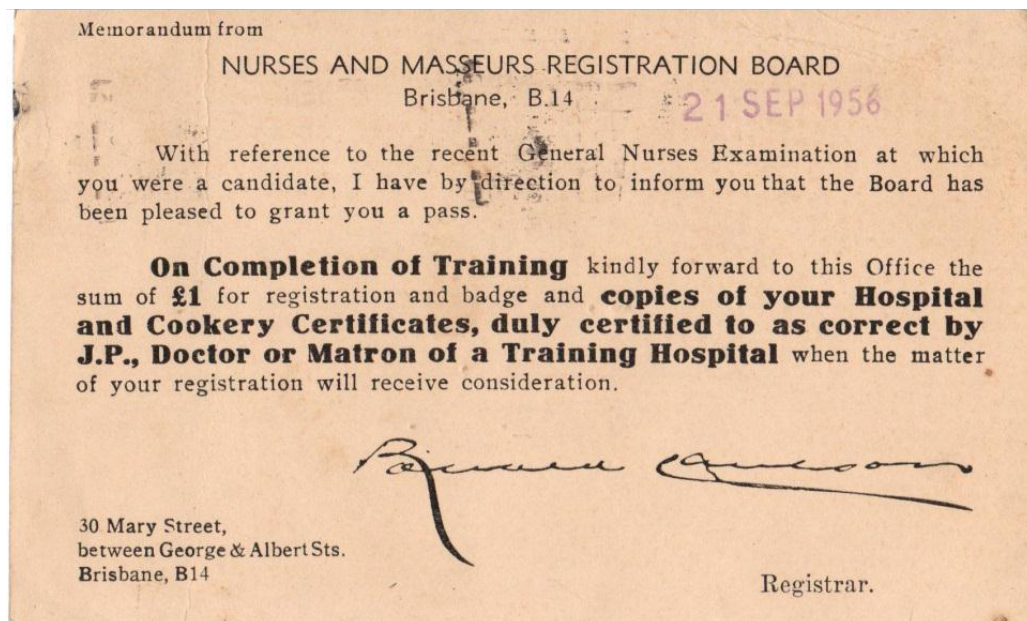 Memorandum from
NURSES AND MASSEURS REGISTRATION BOARD
Brisbane, B.14
21 SEP 1956
With reference to the recent General Nurses Examination at which
you were a candidate, I have by direction to inform you that the Board has
been pleased to grant you a pass.
On Completion of Training kindly forward to this Office the
sum of £1 for registration and badge and copies of your Hospital
and Cookery Certificates, duly certified to as correct by
J.P., Doctor or Matron of a Training Hospital when the matter
of your registration will receive consideration.
30 Mary Street,
between George & Albert Sts.
Brisbane, B14
Registrar.